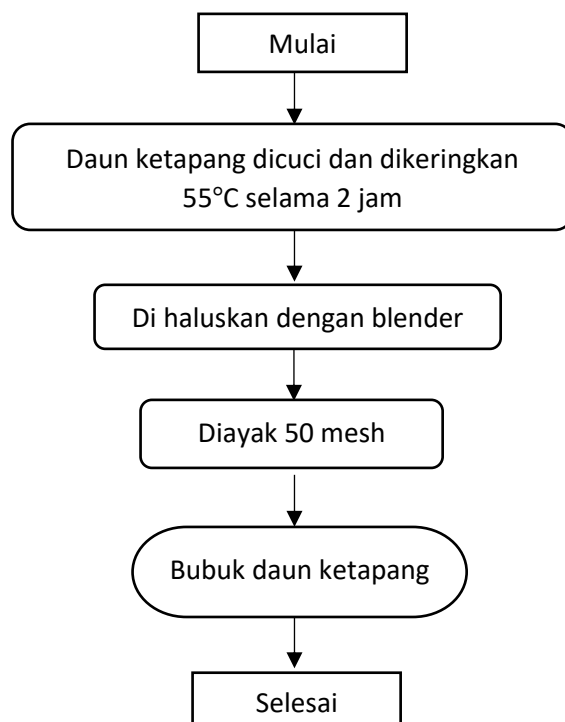 Mulai
Daun ketapang dicuci dan dikeringkan
55°C selama 2 jam
Di haluskan dengan blender
Diayak 50 mesh
Bubuk daun ketapang
Selesai